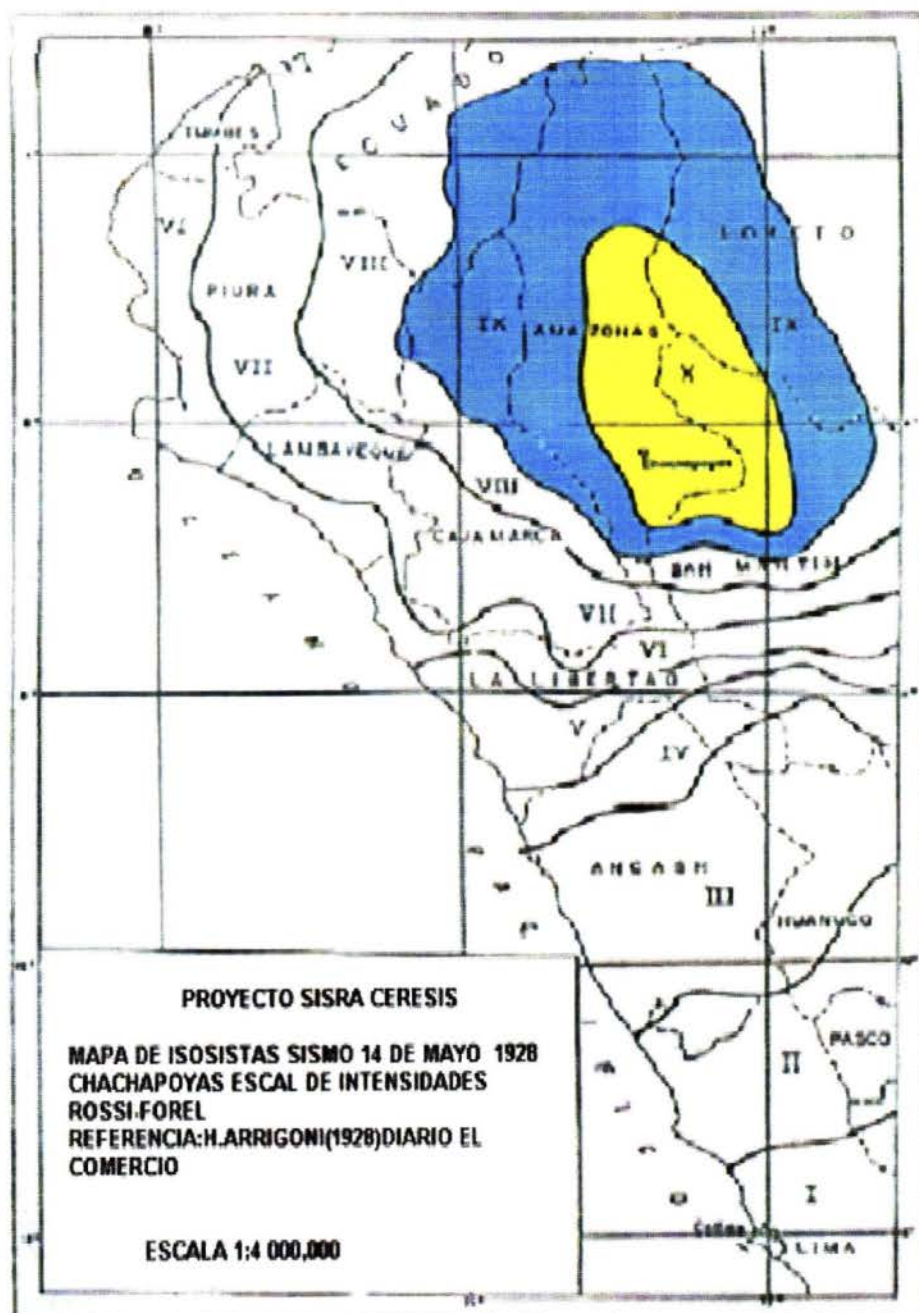 TUMBES
ECUADO
VI
VIII
LORETO
PIURA
IX
AMAZONAS
IX
VII
X
LAMBAYEQUE
VIII
CAJAMARCA
SAN MARTIN
VII
VI
LA LIBERTAD
V
IV
ANCASH
III
HUANUCO
PASCO
II
I
LIMA
PROYECTO SISRA CERESIS
MAPA DE ISOSISTAS SISMO 14 DE MAYO 1928
CHACHAPOYAS ESCAL DE INTENSIDADES
ROSSI-FOREL
REFERENCIA:H.ARRIGONI(1928)DIARIO EL
COMERCIO
ESCALA 1:4 000,000